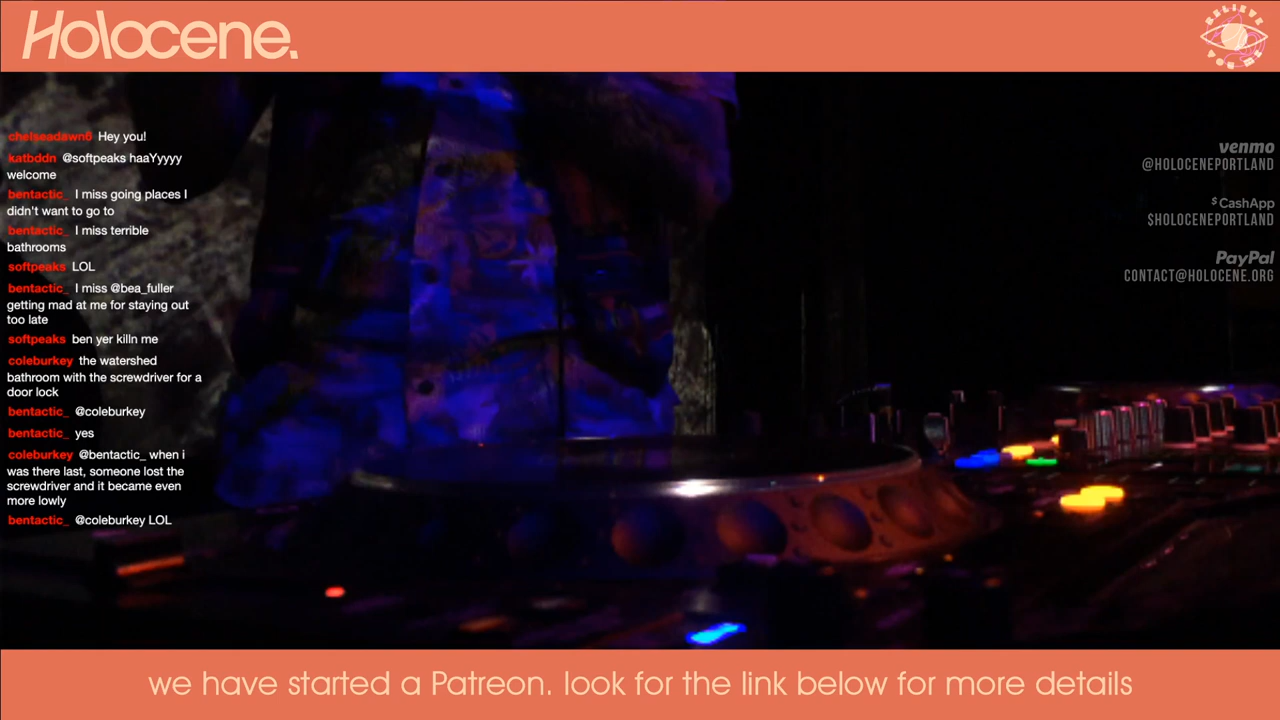 Holocene.
BELIEVE
chelseadawn6 Hey you!
katbddn @softpeaks haaYyyyy
welcome
bentactic_ I miss going places I
didn't want to go to
bentactic_ I miss terrible
bathrooms
softpeaks LOL
bentactic_ I miss @bea_fuller
getting mad at me for staying out
too late
softpeaks ben yer killn me
coleburkey the watershed
bathroom with the screwdriver for a
door lock
bentactic_ @coleburkey
bentactic_ yes
coleburkey @bentactic_ when i
was there last, someone lost the
screwdriver and it became even
more lowly
bentactic_ @coleburkey LOL
venmo
@HOLOCENEPORTLAND
$CashApp
$HOLOCENEPORTLAND
PayPal
CONTACT@HOLOCENE.ORG
we have started a Patreon. look for the link below for more details